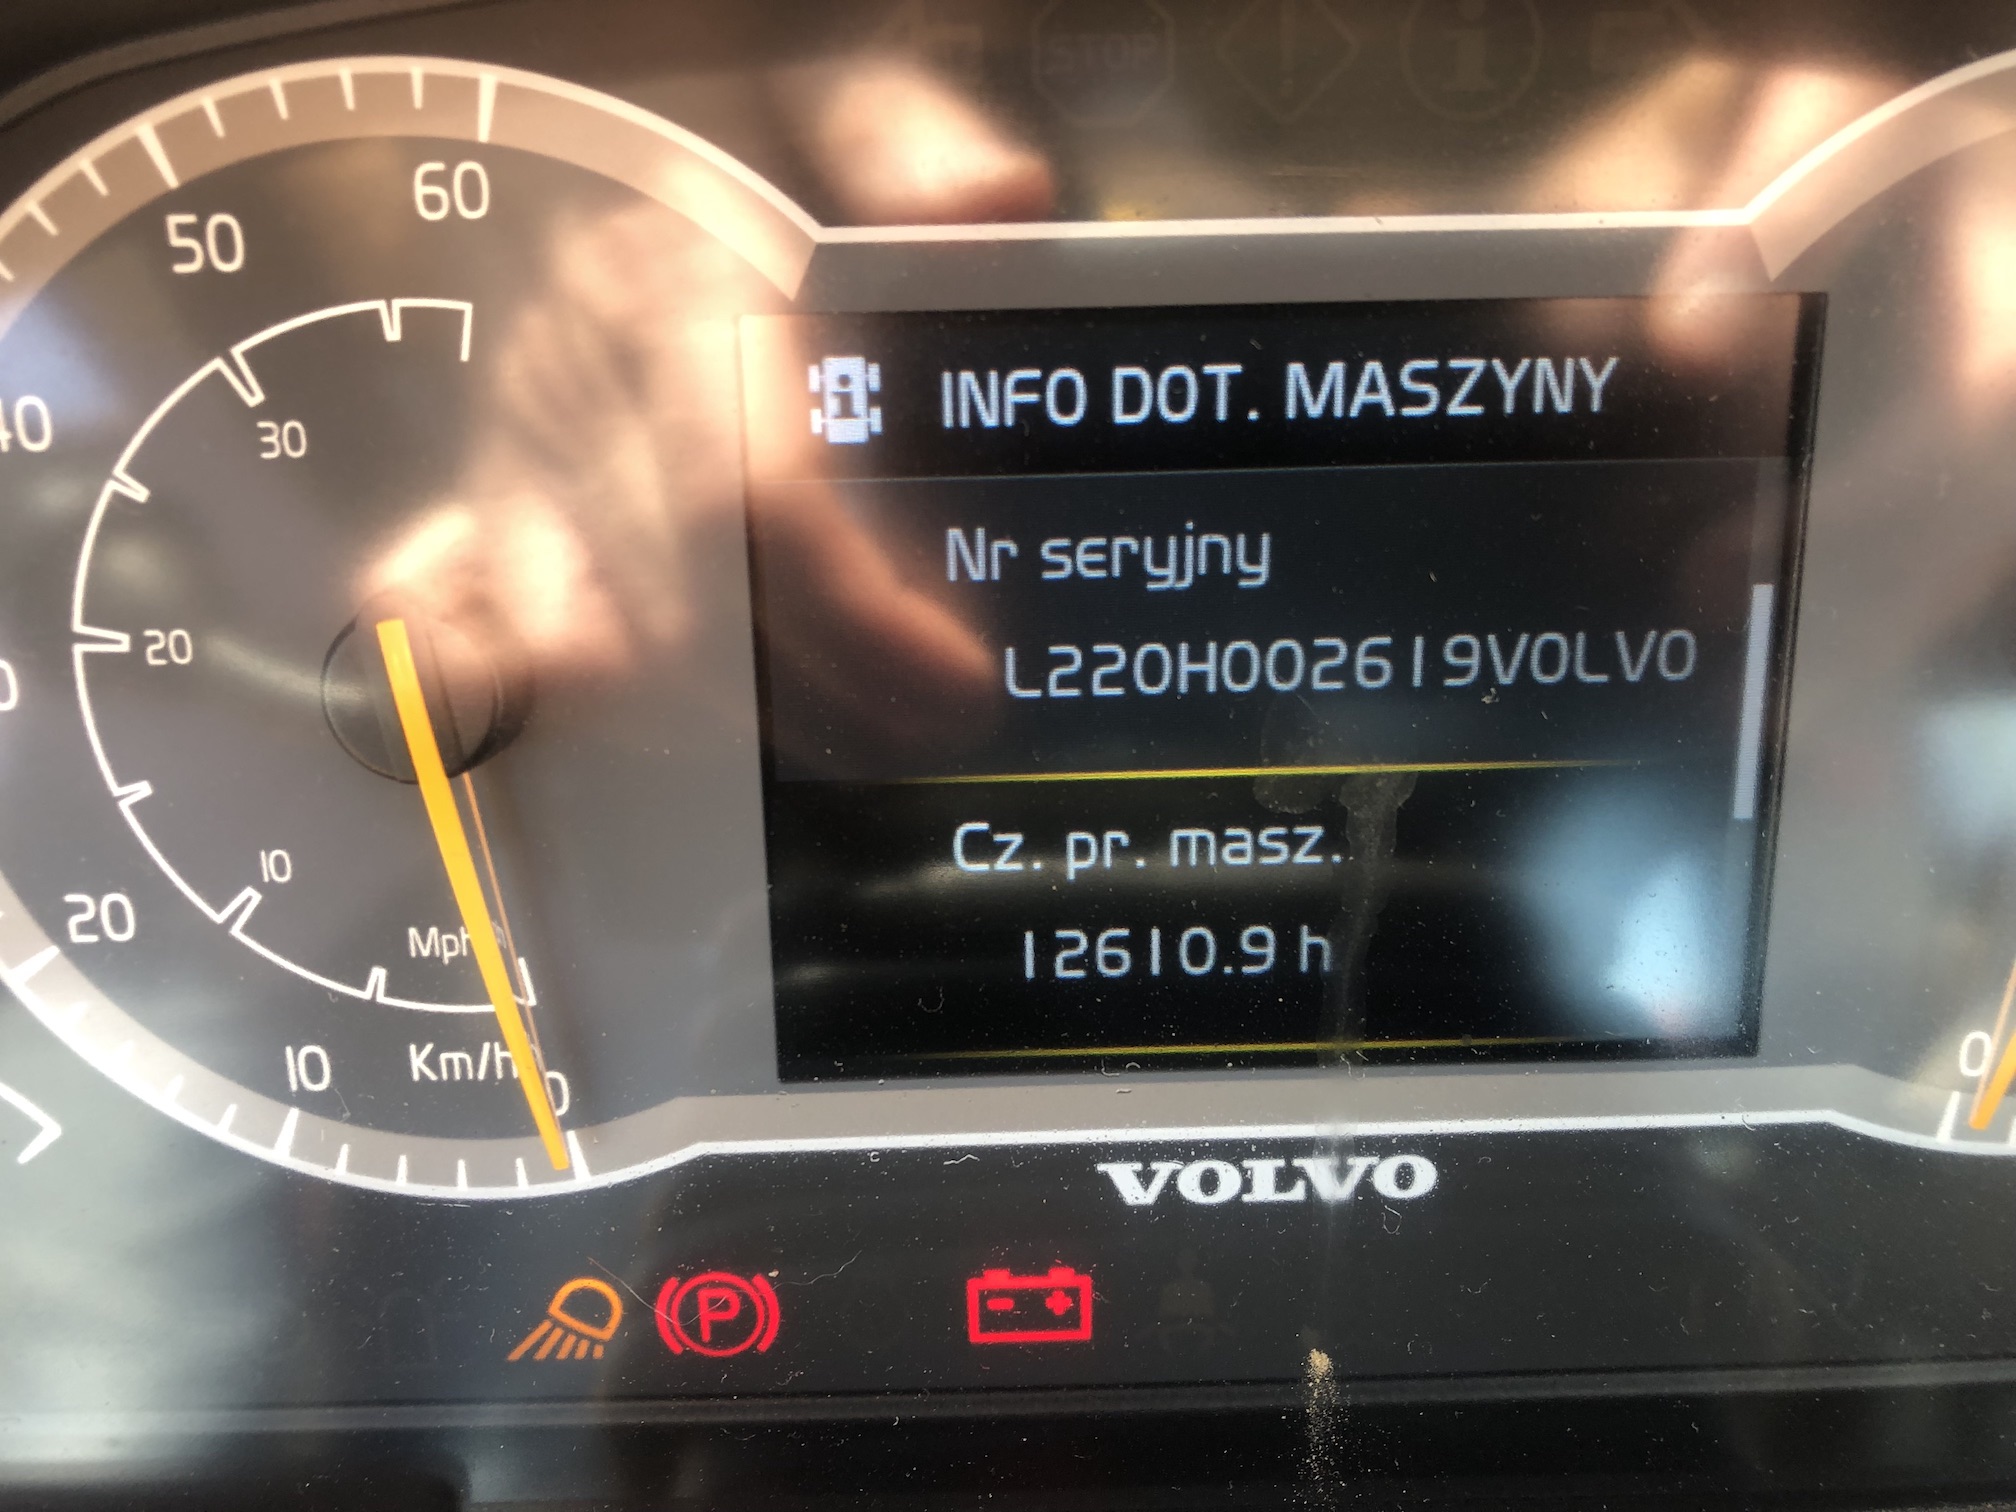 STOP
60
50
40
30
20
10
Mph
20
10
Km/h
0
INFO DOT. MASZYNY
Nr seryjny
L220H002619VOLVO
Cz. pr. masz.
12610.9 h
0
VOLVO
P